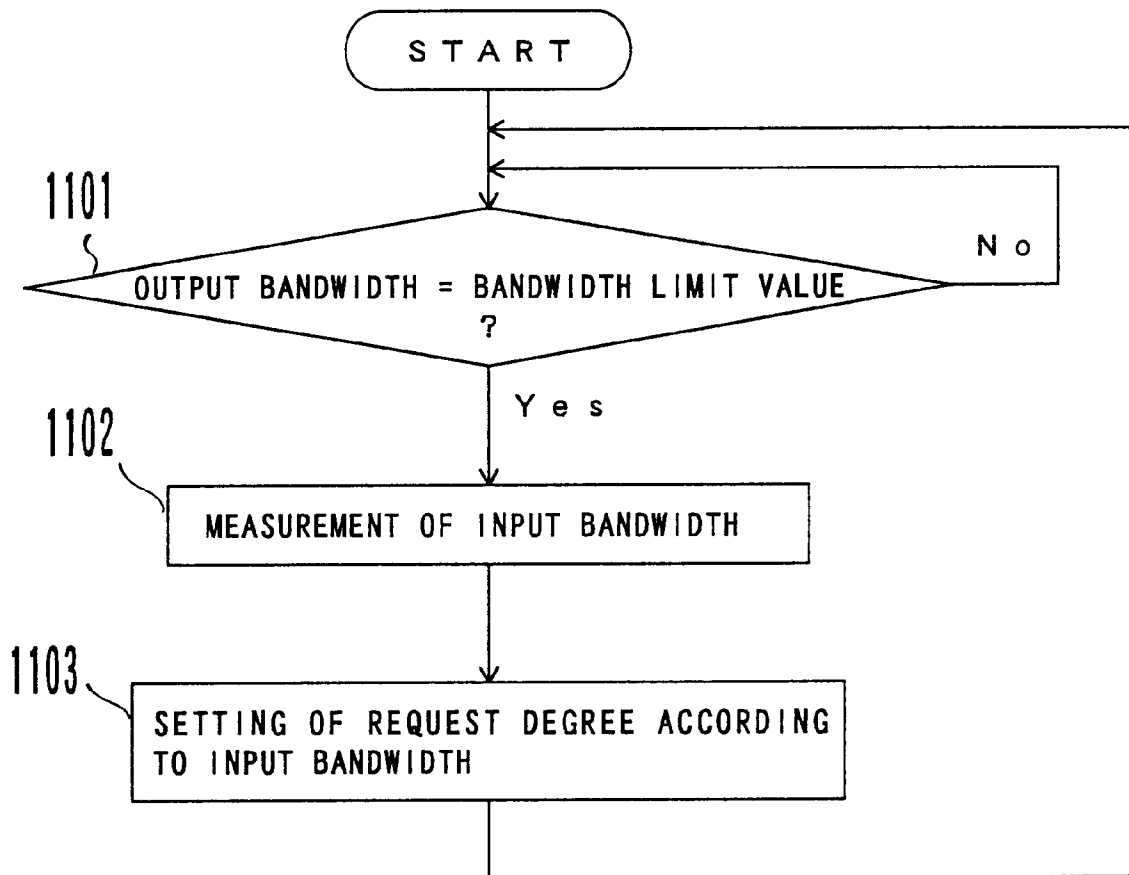 START
1101
No
OUTPUT BANDWIDTH = BANDWIDTH LIMIT VALUE
?
Yes
1102
MEASUREMENT OF INPUT BANDWIDTH
1103
SETTING OF REQUEST DEGREE ACCORDING
TO INPUT BANDWIDTH